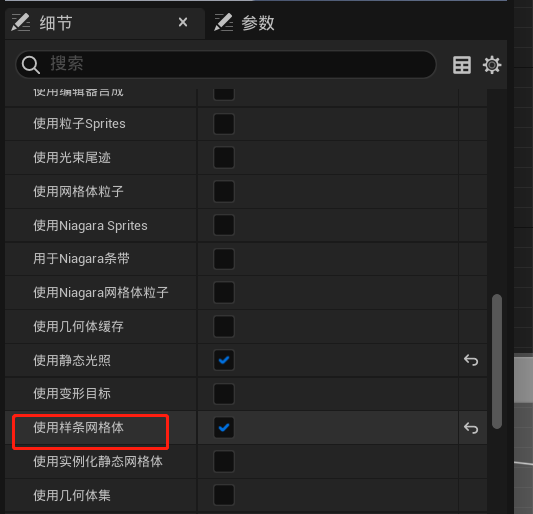 细节
参数
搜索
使用编辑器合成
使用粒子Sprites
使用光束尾迹
使用网格体粒子
使用Niagara Sprites
用于Niagara条带
使用Niagara网格体粒子
使用几何体缓存
使用静态光照
使用变形目标
使用样条网格体
使用实例化静态网格体
使用几何体集